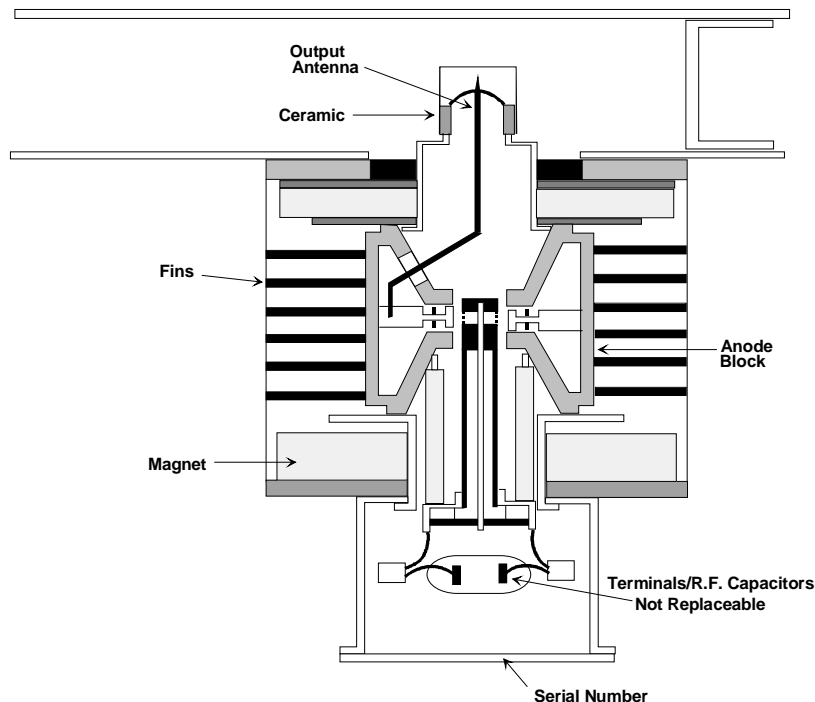 Output
Antenna
Ceramic
Fins
Anode
Block
Magnet
Terminals/R.F. Capacitors
Not Replaceable
Serial Number